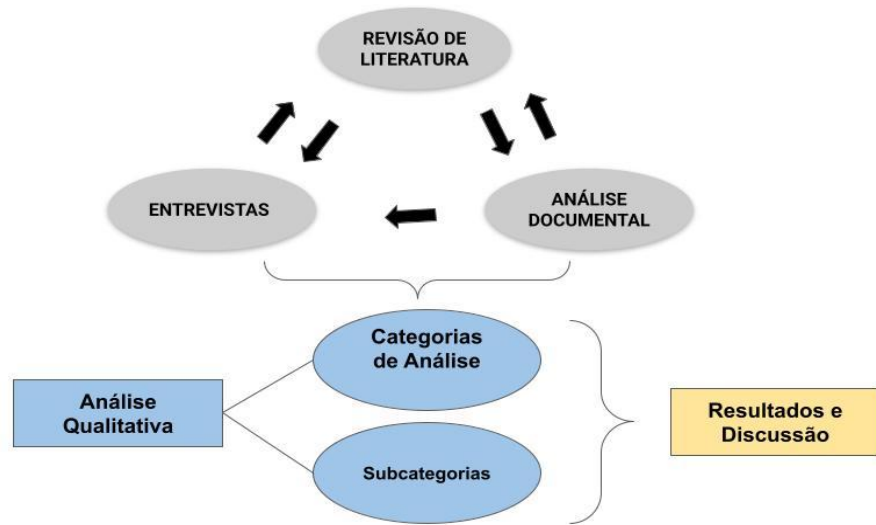 REVISÃO DE
LITERATURA
ENTREVISTAS
ANÁLISE
DOCUMENTAL
Categorias
de Análise
Análise
Qualitativa
Resultados e
Discussão
Subcategorias